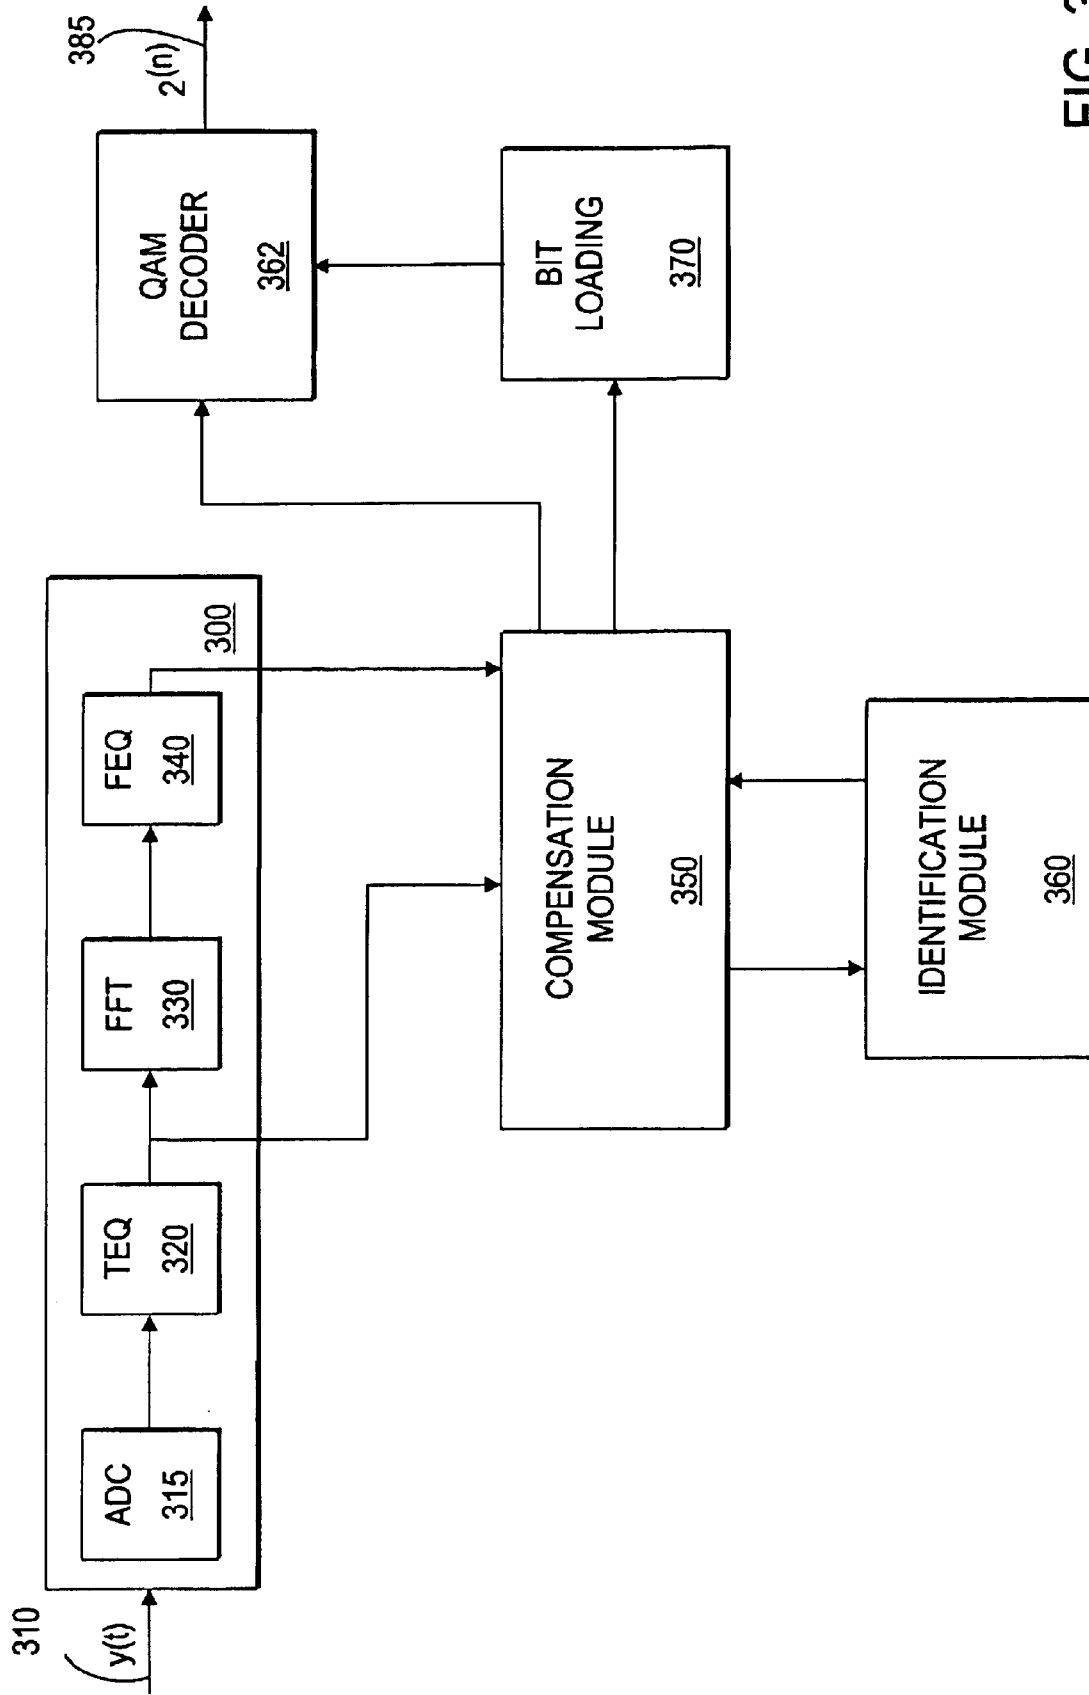 310
y(t)
ADC
315
TEQ
320
FFT
330
FEQ
340
300
COMPENSATION
MODULE
350
IDENTIFICATION
MODULE
360
QAM
DECODER
362
BIT
LOADING
370
2(n)
385
FIG.